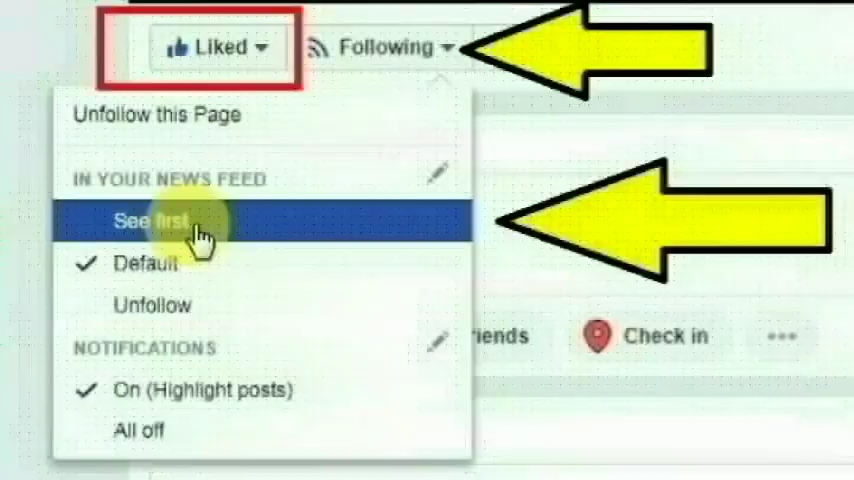 Liked Following
Unfollow this Page
IN YOUR NEWS FEED
See first
Default
Unfollow
riends Check in
NOTIFICATIONS
On (Highlight posts)
All off